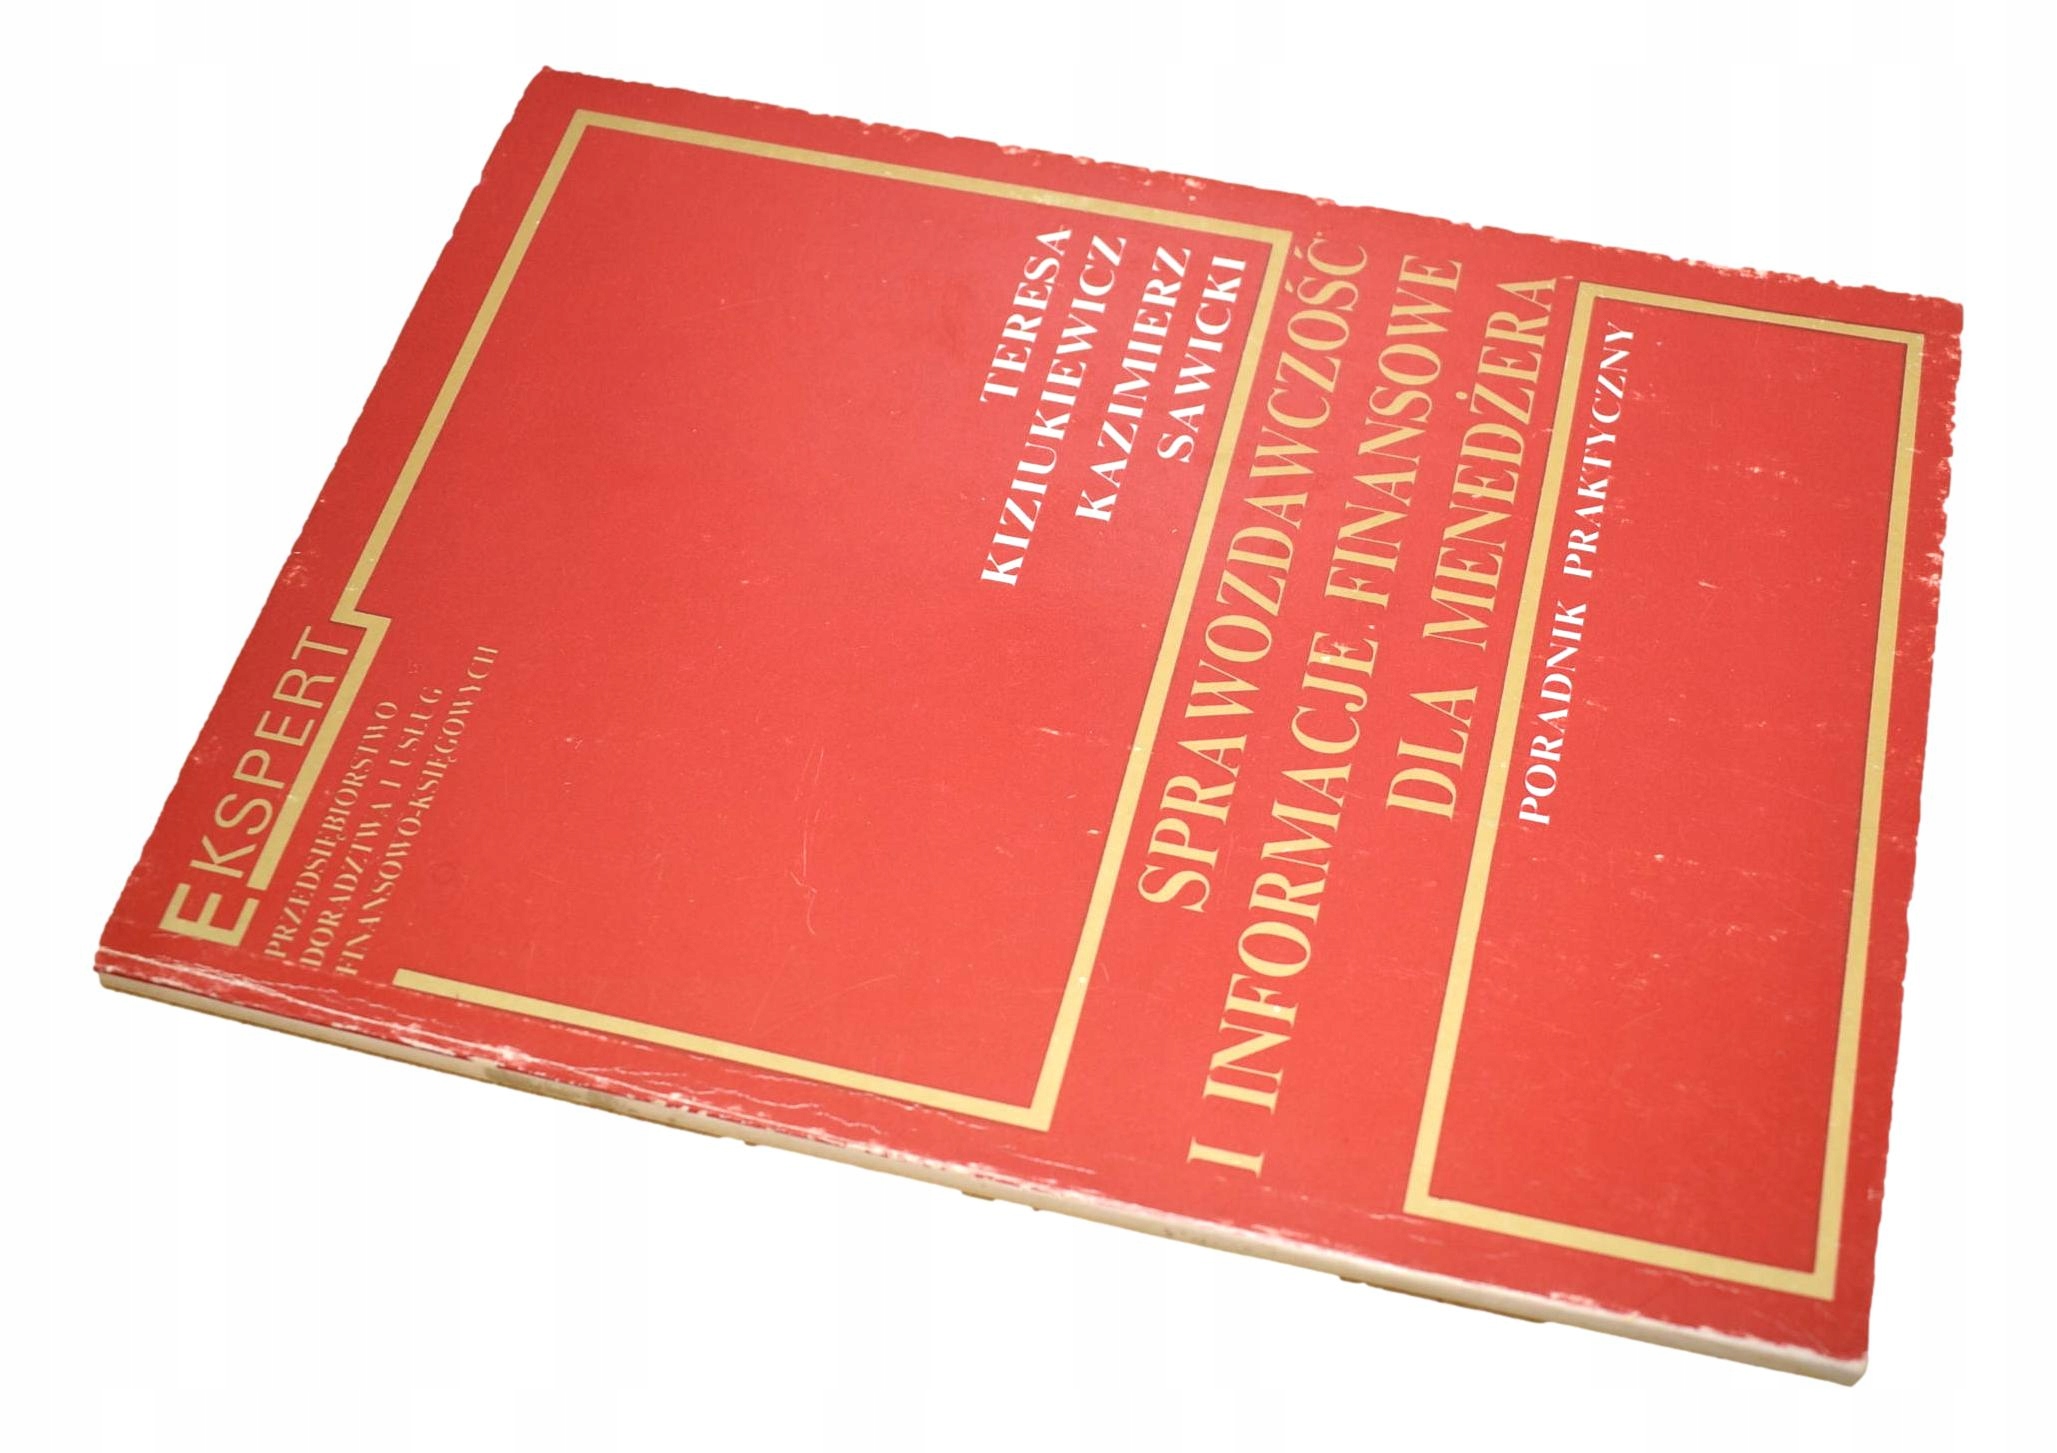 EKSPERT
PRZEDSIĘBIORSTWO
DORADZTWA I USŁUG
FINANSOWO-KSIĘGOWYCH
TERESA
KIZIUKIEWICZ
KAZIMIERZ
SAWICKI
SPRAWOZDAWCZOŚĆ
I INFORMACJE FINANSOWE
DLA MENEDŻERA
PORADNIK PRAKTYCZNY